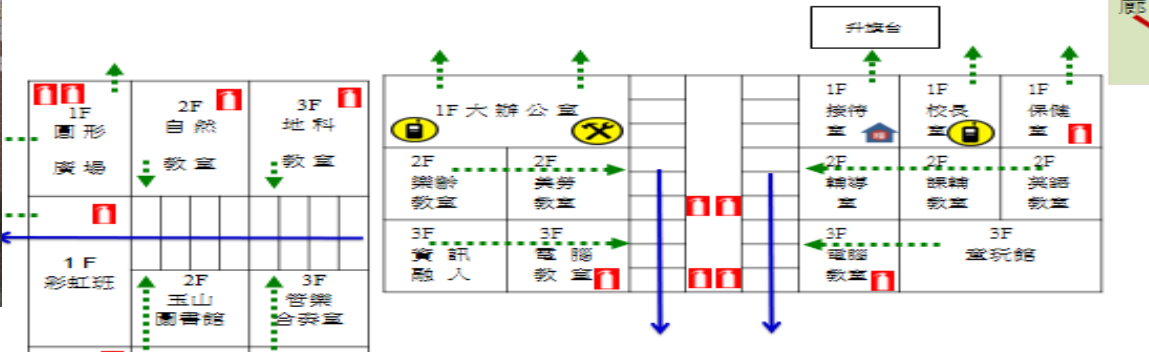 廊
升旗台
1F
圓形
廣場
2F
自然
教室
3F
地科
教室
1F 大辦公室
1F
接待
室
1F
校長
室
1F
保健
室
2F
樂齡
教室
2F
美勞
教室
2F
輔導
室
2F
課輔
教室
2F
英語
教室
3F
資訊
融入
3F
電腦
教室
3F
電腦
教室
3F
童玩館
1F
彩虹班
2F
玉山
圖書館
3F
管樂
合奏室